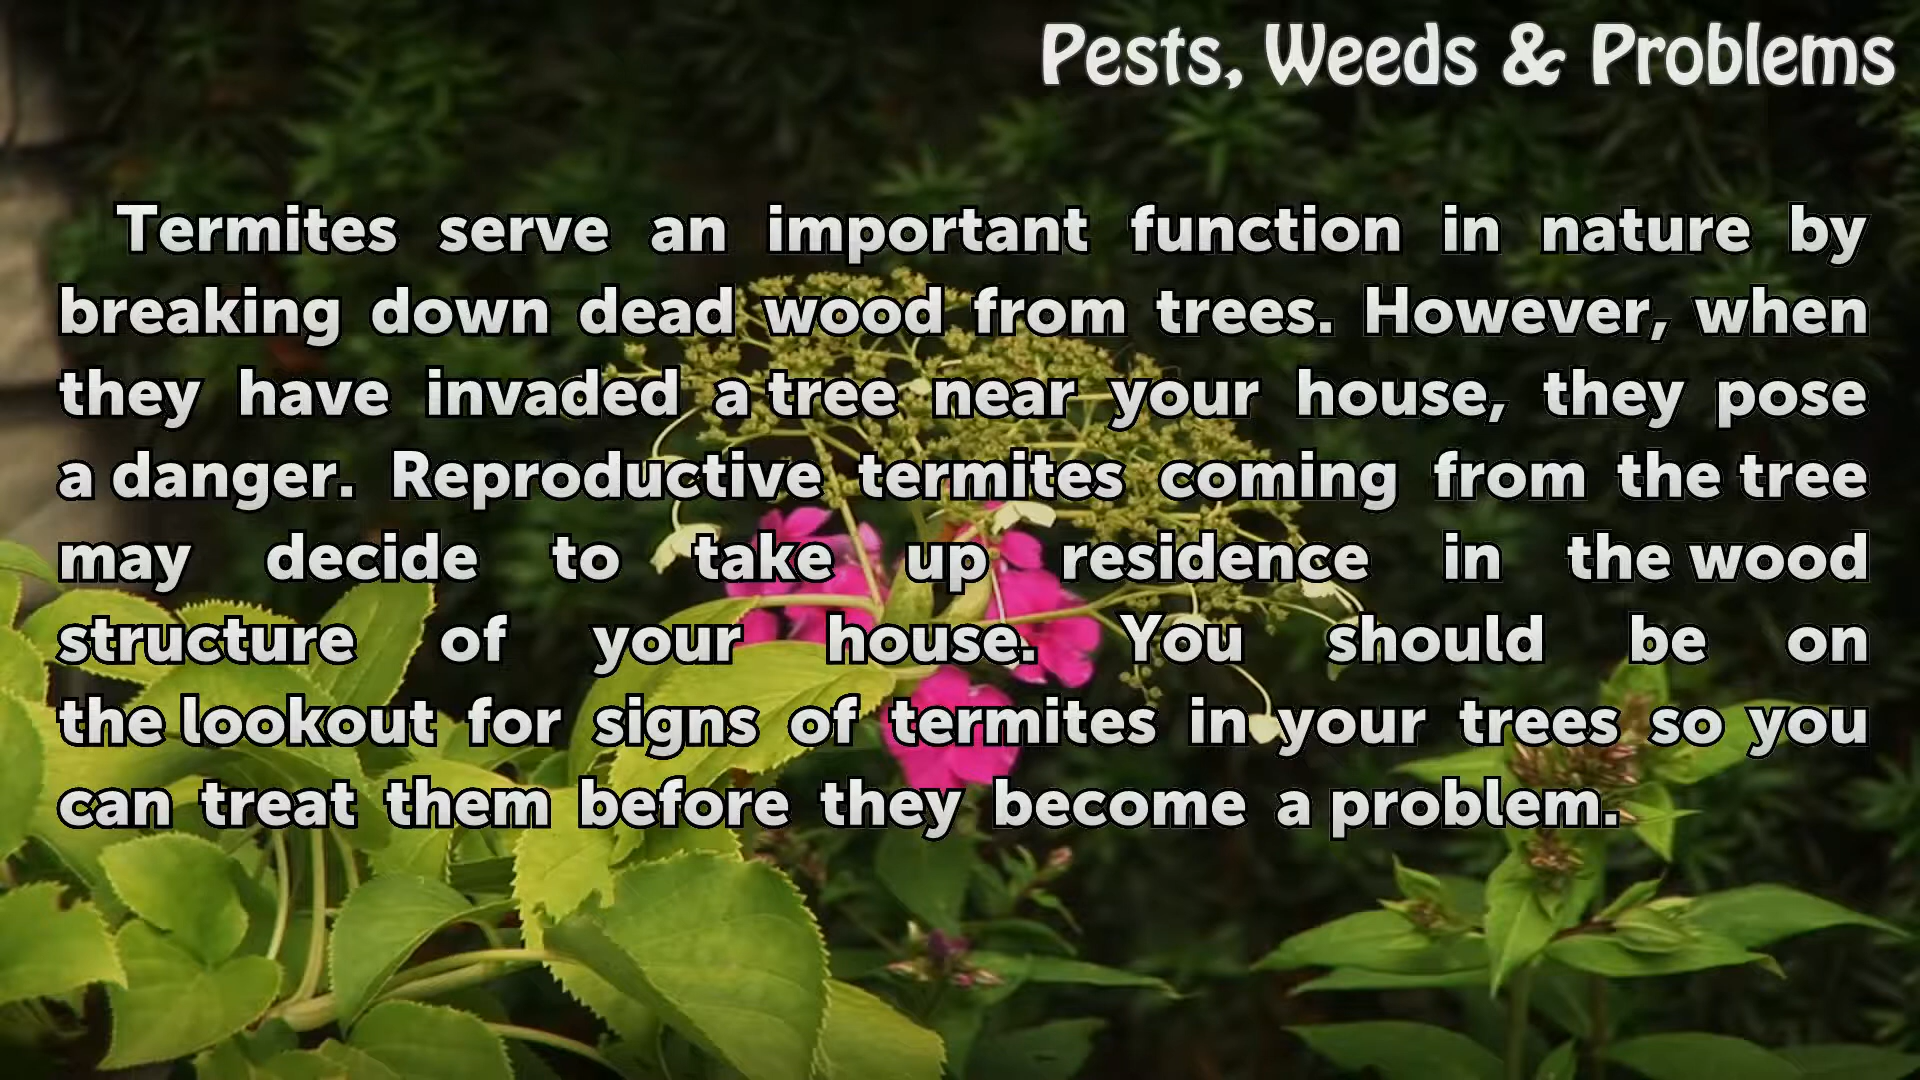 Pests, Weeds & Problems
Termites serve an important function in nature by
breaking down dead wood from trees. However, when
they have invaded a tree near your house, they pose
a danger. Reproductive termites coming from the tree
may decide to take up residence in the wood
structure of your house. You should be on
the lookout for signs of termites in your trees so you
can treat them before they become a problem.